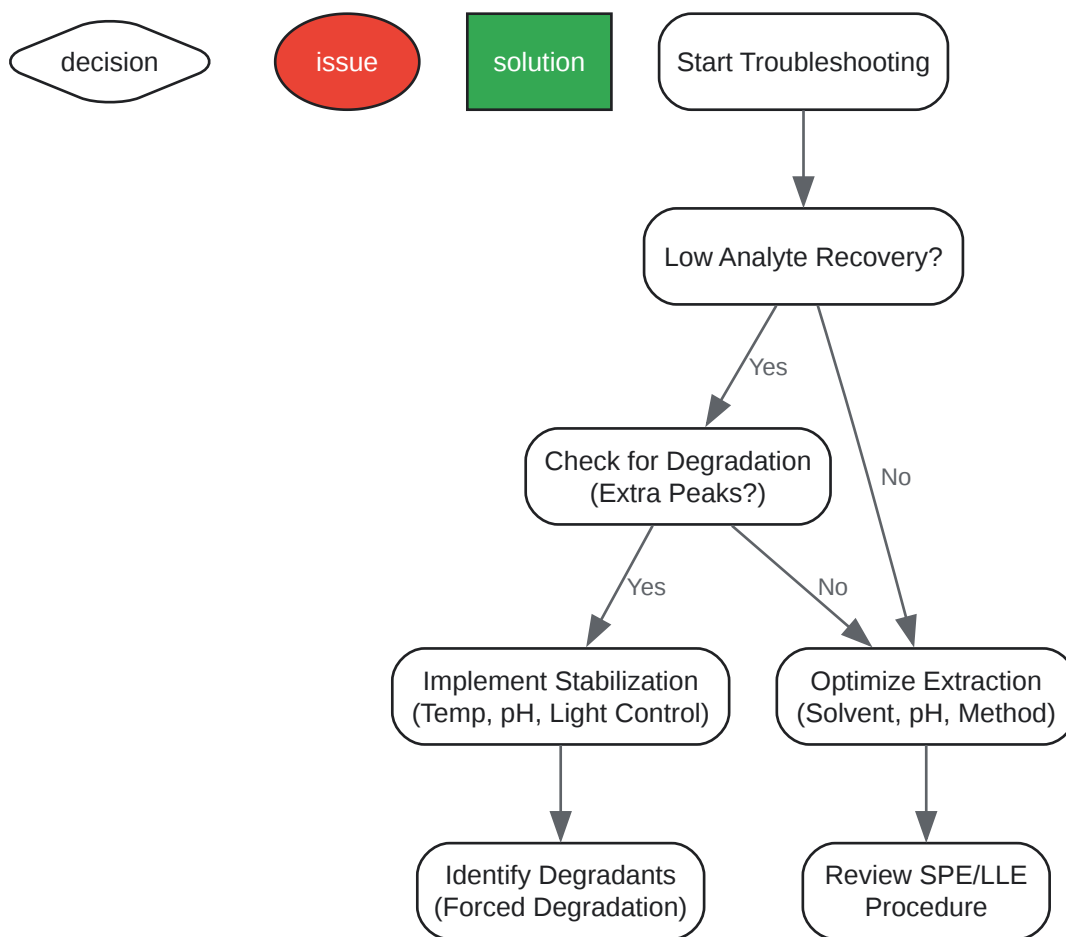 decision
issue
solution
Start Troubleshooting
Low Analyte Recovery?
Yes
No
Check for Degradation
(Extra Peaks?)
Yes
No
Implement Stabilization
(Temp, pH, Light Control)
Optimize Extraction
(Solvent, pH, Method)
Identify Degradants
(Forced Degradation)
Review SPE/LLE
Procedure